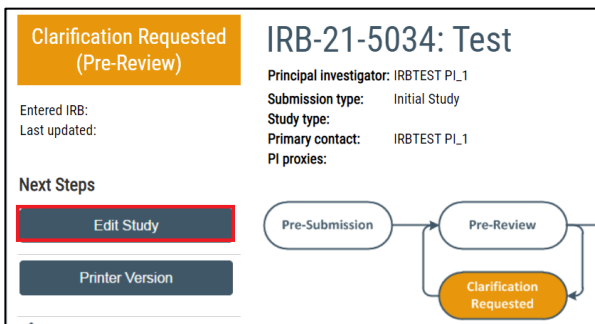 Clarification Requested
(Pre-Review)
Entered IRB:
Last updated:
Next Steps
Edit Study
Printer Version
IRB-21-5034: Test
Principal investigator: IRBTEST PI_1
Submission type: Initial Study
Study type:
Primary contact: IRBTEST PI_1
PI proxies:
Pre-Submission
Pre-Review
Clarification
Requested